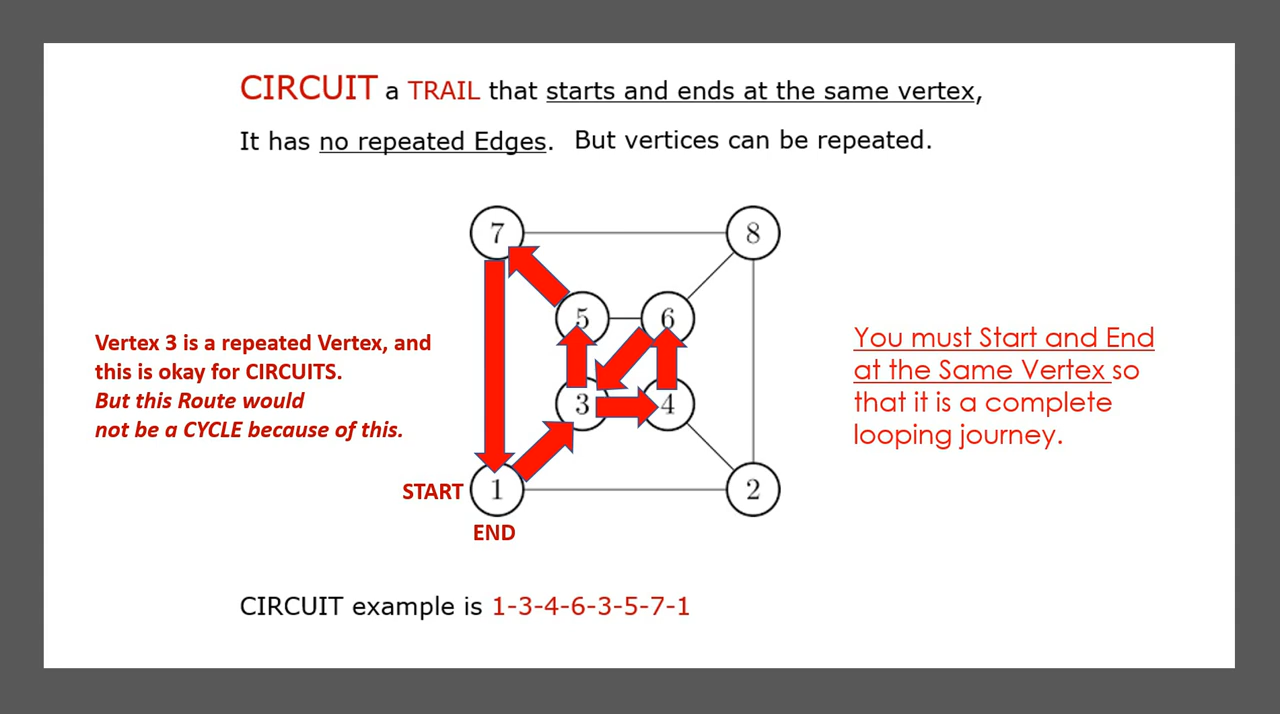 CIRCUIT a TRAIL that starts and ends at the same vertex,
It has no repeated Edges. But vertices can be repeated.
7
8
5
6
Vertex 3 is a repeated Vertex, and
this is okay for CIRCUITS.
But this Route would
not be a CYCLE because of this.
You must Start and End
at the Same Vertex so
that it is a complete
looping journey.
3
4
START
1
2
END
CIRCUIT example is 1-3-4-6-3-5-7-1